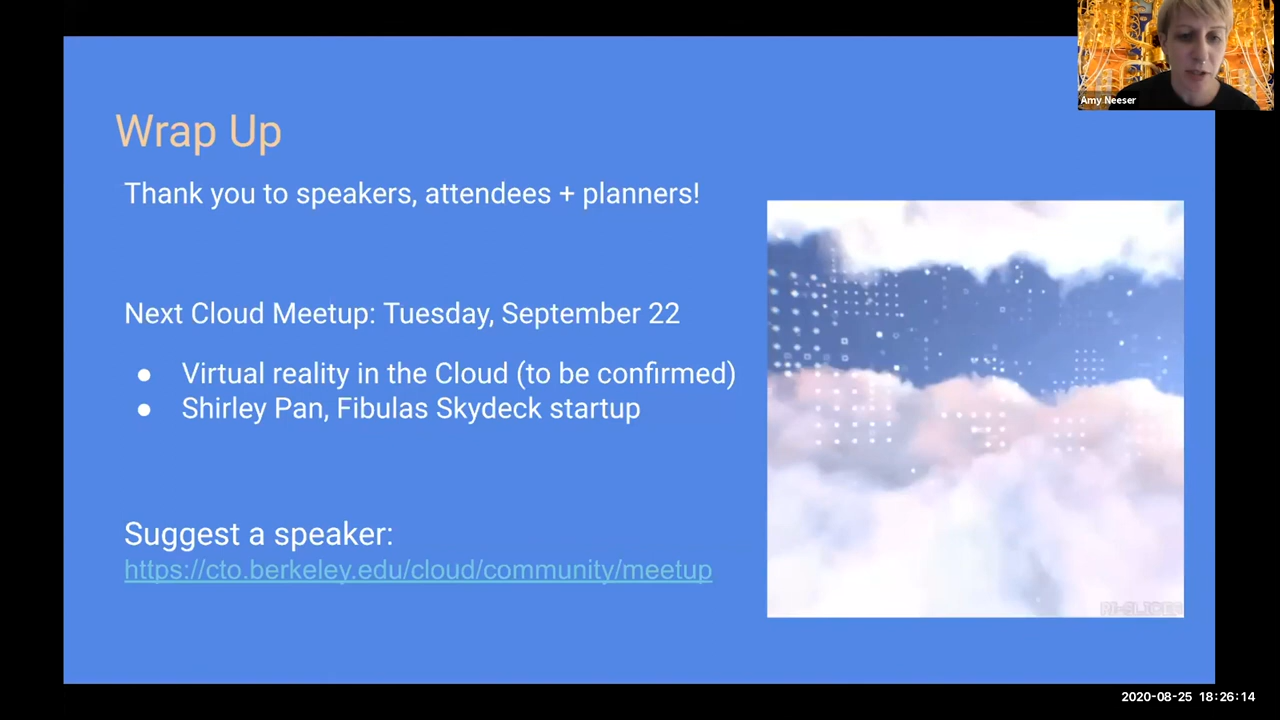 Amy Neeser
Wrap Up
Thank you to speakers, attendees + planners!
Next Cloud Meetup: Tuesday, September 22
● Virtual reality in the Cloud (to be confirmed)
● Shirley Pan, Fibulas Skydeck startup
Suggest a speaker:
https://cto.berkeley.edu/cloud/community/meetup
2020-08-25 18:26:14